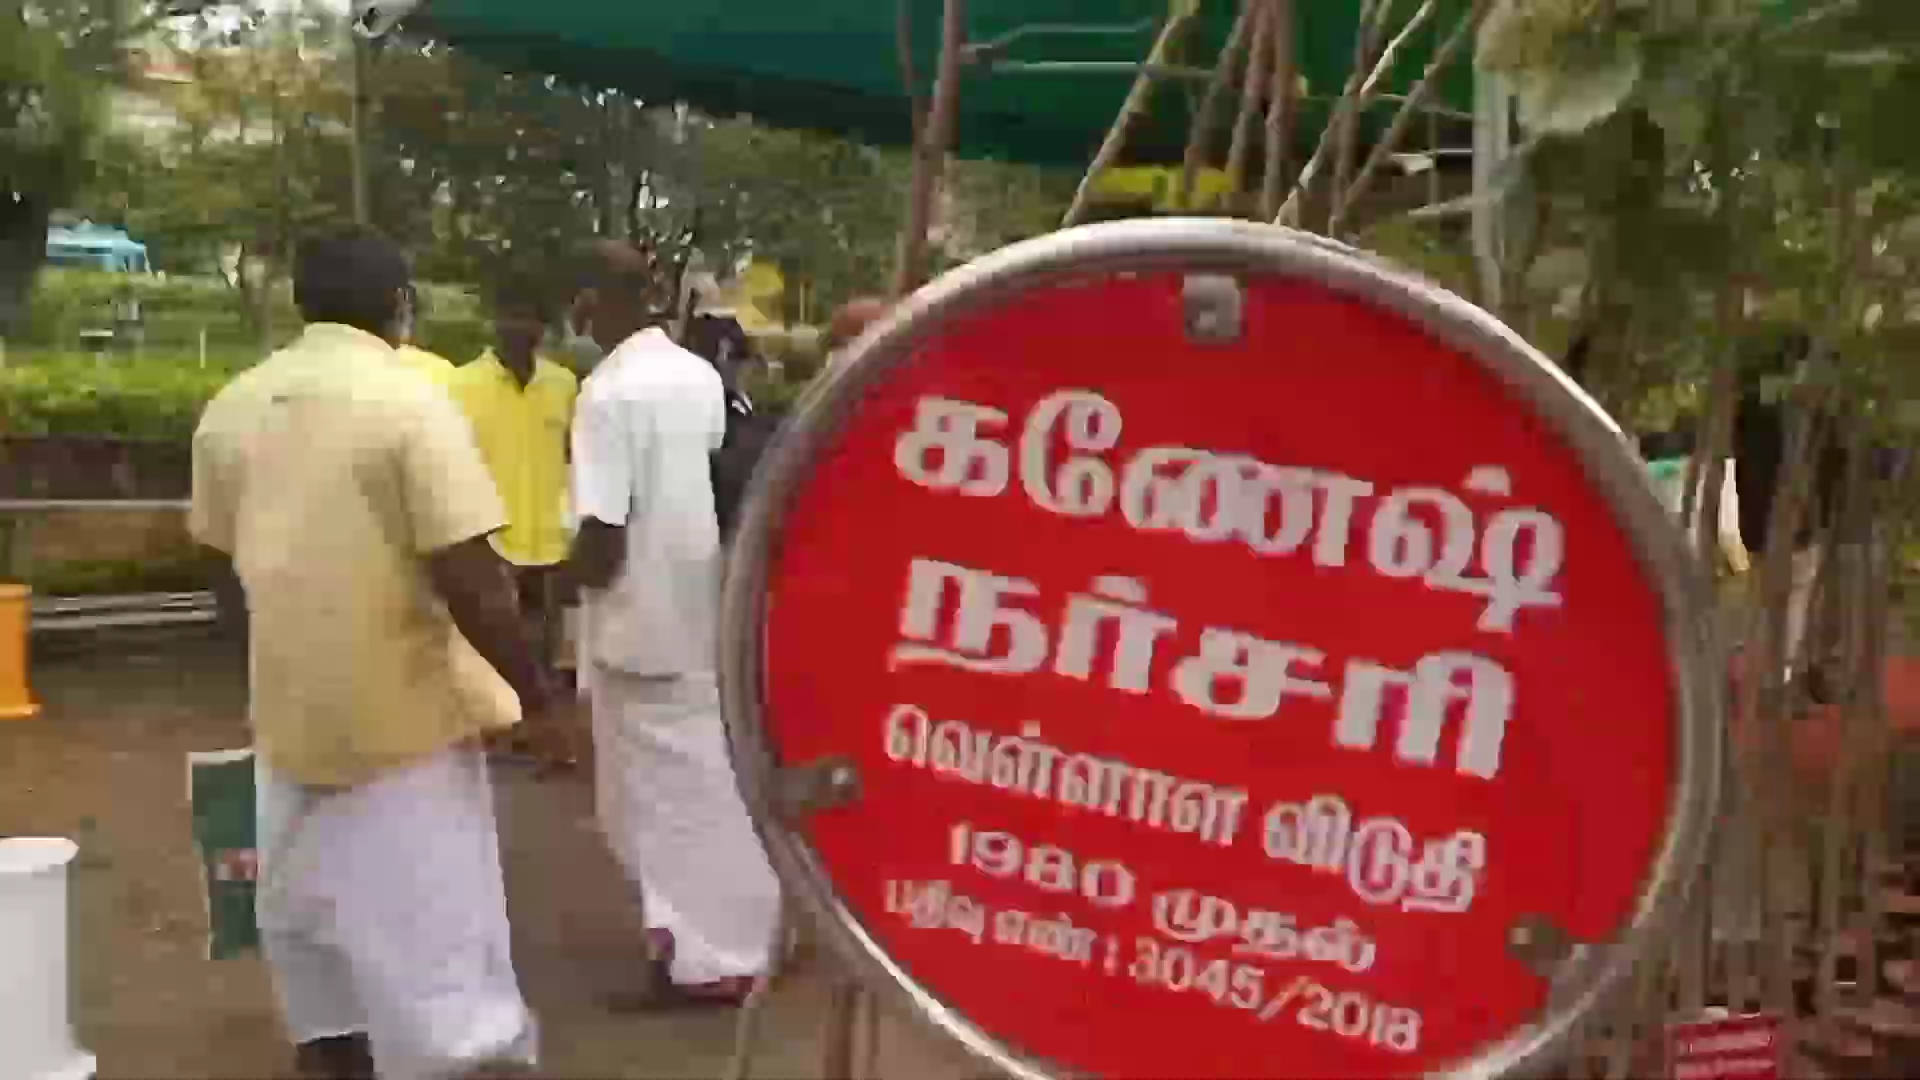 கணேஷ்
நர்சரி
வெள்ளாள விடுதி
1980 முதல்
பதிவு எண் : 3045/2018